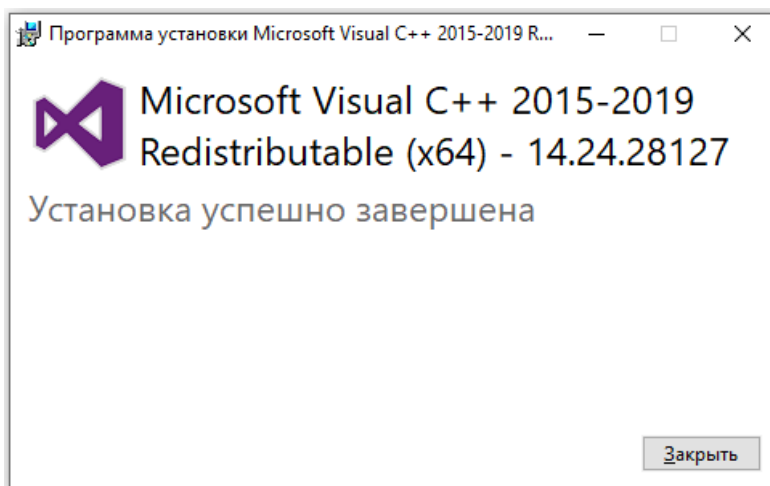 Программа установки Microsoft Visual C++ 2015-2019 R...
Microsoft Visual C++ 2015-2019
Redistributable (x64) - 14.24.28127
Установка успешно завершена
Закрыть